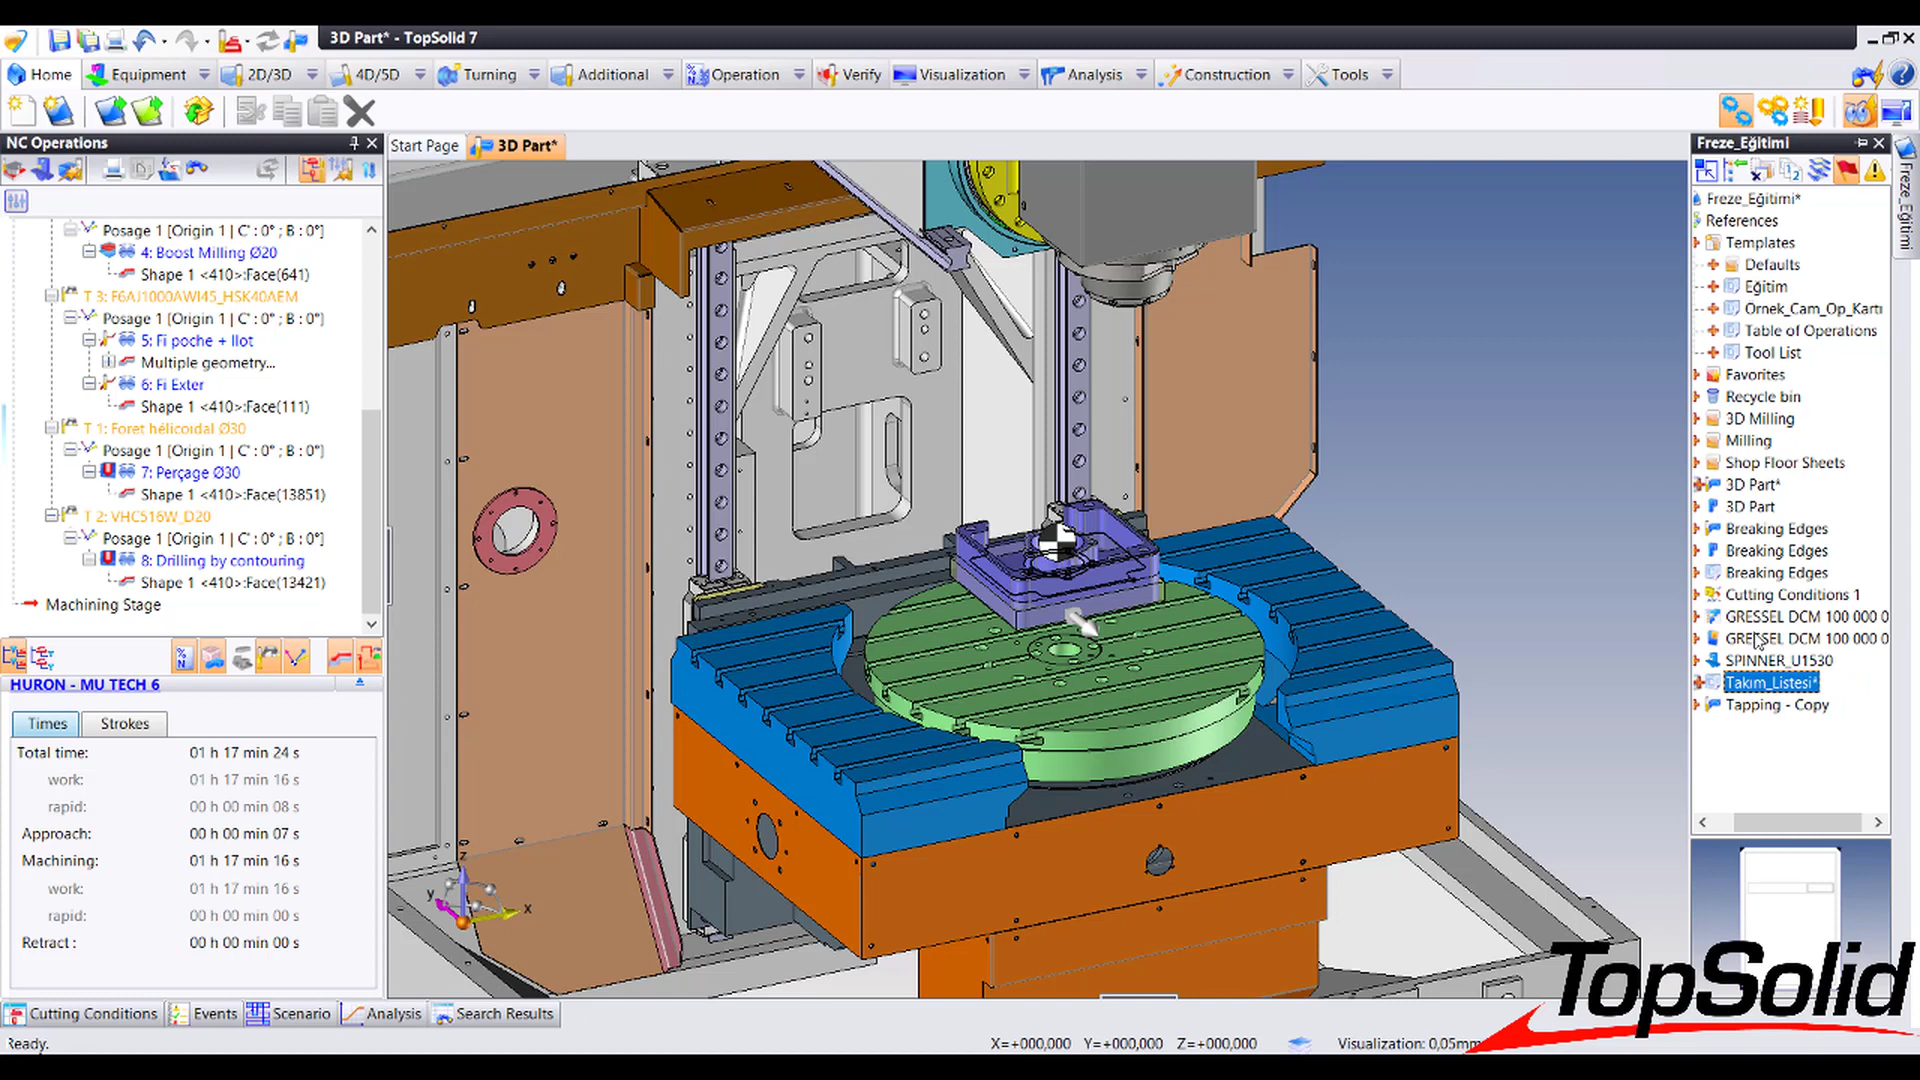 3D Part* - TopSolid 7
Home Equipment 2D/3D 4D/5D Turning Additional Operation Verify Visualization Analysis Construction Tools
NC Operations
Start Page 3D Part*
Posage 1 [Origin 1 | C' : 0° ; B : 0°]
4: Boost Milling Ø20
Shape 1 <410>:Face(641)
T 3: F6AJ1000AWI45_HSK40AEM
Posage 1 [Origin 1 | C' : 0° ; B : 0°]
5: Fi poche + Ilot
Multiple geometry...
6: Fi Exter
Shape 1 <410>:Face(111)
T 1: Foret hélicoïdal Ø30
Posage 1 [Origin 1 | C' : 0° ; B : 0°]
7: Perçage Ø30
Shape 1 <410>:Face(13851)
T 2: VHC516W_D20
Posage 1 [Origin 1 | C' : 0° ; B : 0°]
8: Drilling by contouring
Shape 1 <410>:Face(13421)
Machining Stage
HURON - MU TECH 6
Times Strokes
Total time: 01 h 17 min 24 s
work: 01 h 17 min 16 s
rapid: 00 h 00 min 08 s
Approach: 00 h 00 min 07 s
Machining: 01 h 17 min 16 s
work: 01 h 17 min 16 s
rapid: 00 h 00 min 00 s
Retract : 00 h 00 min 00 s
z
y
x
Freze_Eğitimi
Freze_Eğitimi*
References
Templates
Defaults
Eğitim
Ornek_Cam_Op_Kartı
Table of Operations
Tool List
Favorites
Recycle bin
3D Milling
Milling
Shop Floor Sheets
3D Part*
3D Part
Breaking Edges
Breaking Edges
Breaking Edges
Cutting Conditions 1
GRESSEL DCM 100 000 0
GRESSEL DCM 100 000 0
SPINNER_U1530
Takım_Listesi*
Tapping - Copy
Freze_Eğitimi
TopSolid
Cutting Conditions Events Scenario Analysis Search Results
Ready.
X=+000,000 Y=+000,000 Z=+000,000
Visualization: 0,05mm